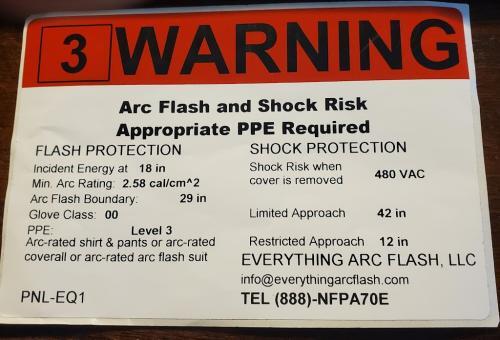 3 WARNING
Arc Flash and Shock Risk
Appropriate PPE Required
FLASH PROTECTION
Incident Energy at 18 in
Min. Arc Rating: 2.58 cal/cm^2
Arc Flash Boundary: 29 in
Glove Class: 00
PPE: Level 3
Arc-rated shirt & pants or arc-rated
coverall or arc-rated arc flash suit
PNL-EQ1
SHOCK PROTECTION
Shock Risk when
cover is removed 480 VAC
Limited Approach 42 in
Restricted Approach 12 in
EVERYTHING ARC FLASH, LLC
info@everythingarcflash.com
TEL (888)-NFPA70E